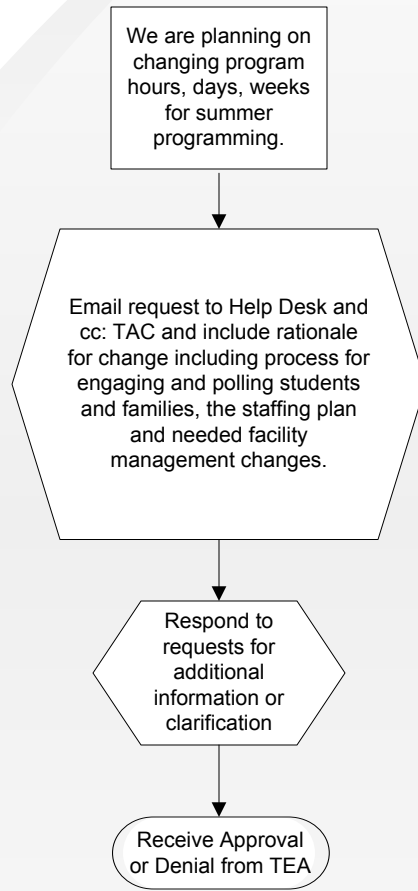 We are planning on
changing program
hours, days, weeks
for summer
programming.
Email request to Help Desk and
cc: TAC and include rationale
for change including process for
engaging and polling students
and families, the staffing plan
and needed facility
management changes.
Respond to
requests for
additional
information or
clarification
Receive Approval
or Denial from TEA